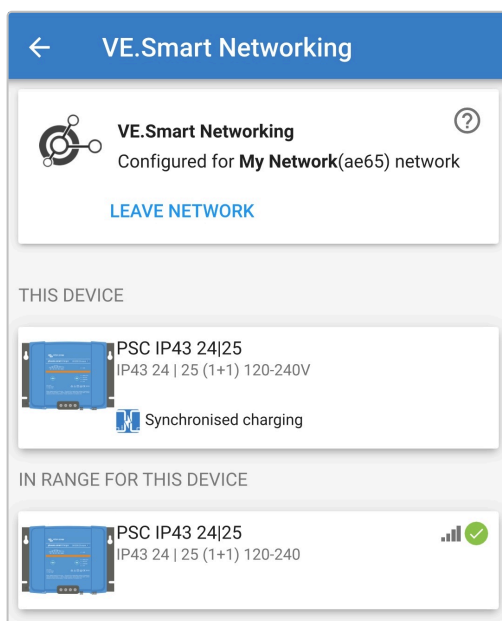 VE.Smart Networking
VE.Smart Networking
Configured for My Network(ae65) network
LEAVE NETWORK
THIS DEVICE
PSC IP43 24|25
IP43 24 | 25 (1+1) 120-240V
Synchronised charging
IN RANGE FOR THIS DEVICE
PSC IP43 24|25
IP43 24 | 25 (1+1) 120-240